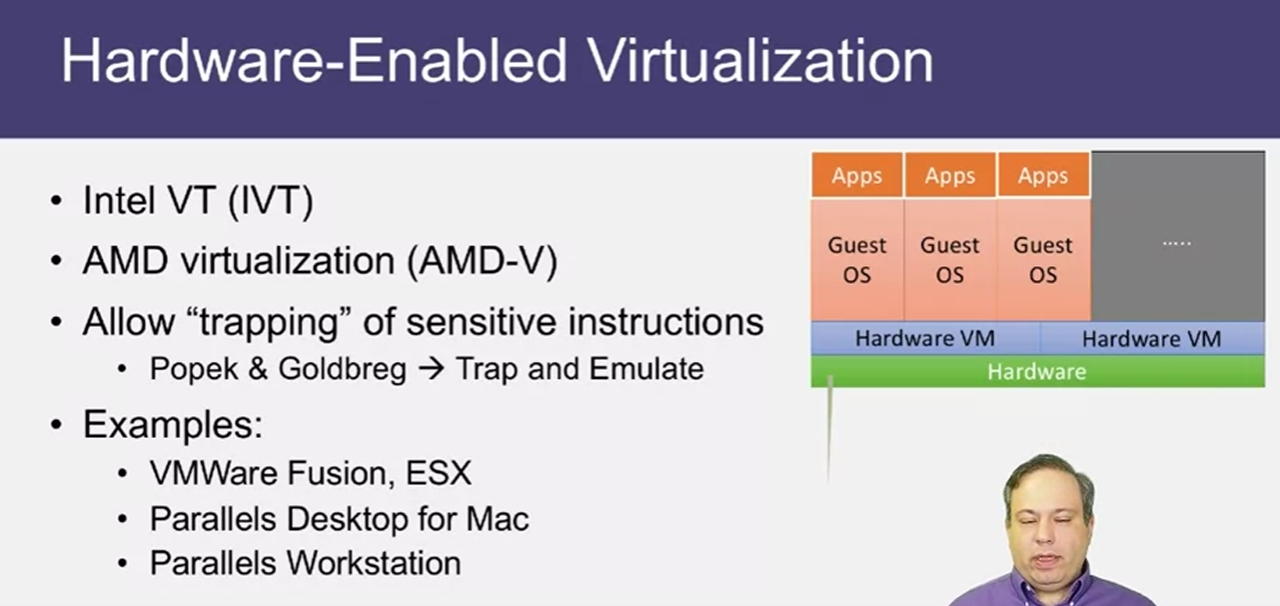 Hardware-Enabled Virtualization
• Intel VT (IVT)
• AMD virtualization (AMD-V)
• Allow “trapping” of sensitive instructions
• Popek & Goldbreg → Trap and Emulate
• Examples:
• VMWare Fusion, ESX
• Parallels Desktop for Mac
• Parallels Workstation
Apps Apps Apps
Guest OS Guest OS Guest OS .....
Hardware VM Hardware VM
Hardware